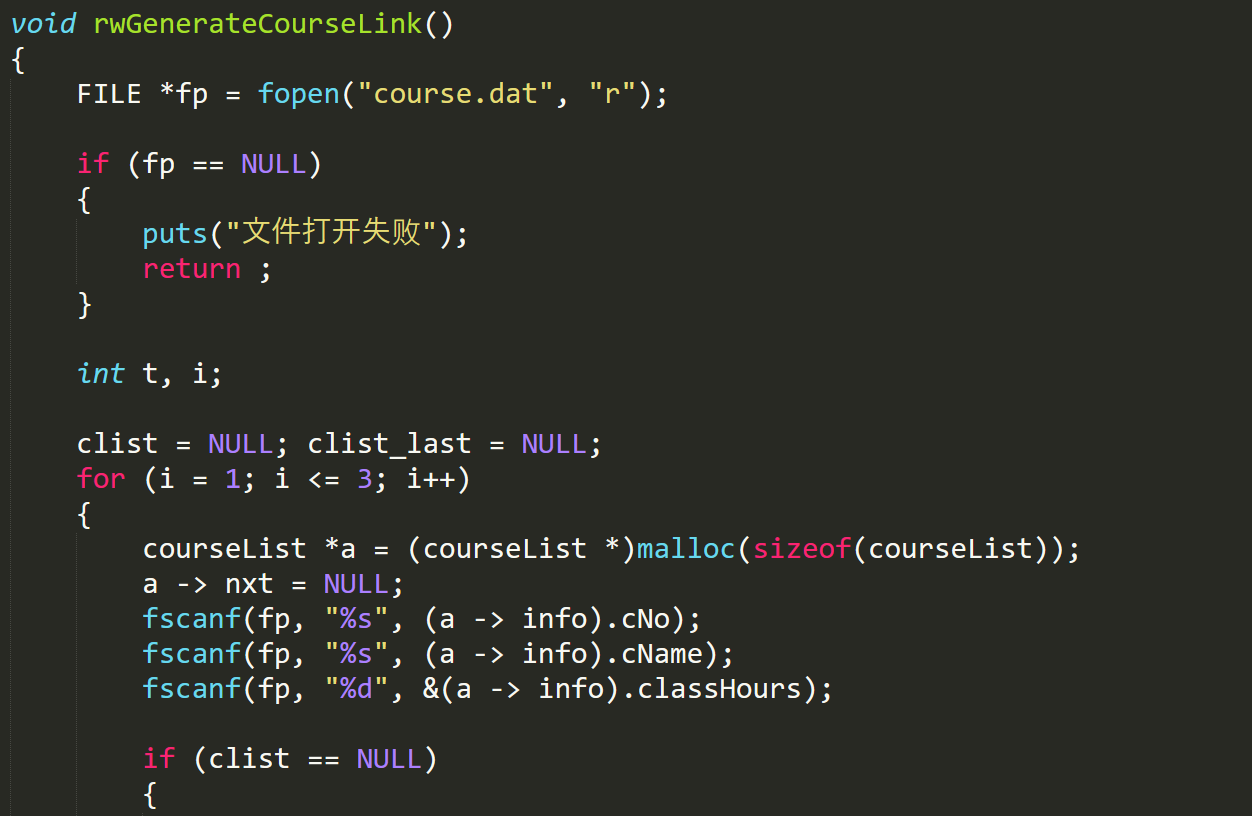 void rwGenerateCourseLink()
{
    FILE *fp = fopen("course.dat", "r");
    if (fp == NULL)
    {
        puts("文件打开失败");
        return ;
    }
    int t, i;
    clist = NULL; clist_last = NULL;
    for (i = 1; i <= 3; i++)
    {
        courseList *a = (courseList *)malloc(sizeof(courseList));
        a -> nxt = NULL;
        fscanf(fp, "%s", (a -> info).cNo);
        fscanf(fp, "%s", (a -> info).cName);
        fscanf(fp, "%d", &(a -> info).classHours);
        if (clist == NULL)
        {